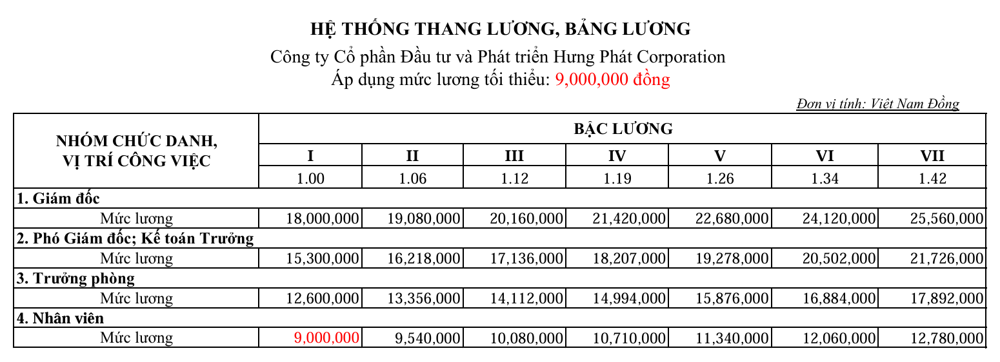 HỆ THỐNG THANG LƯƠNG, BẢNG LƯƠNG
Công ty Cổ phần Đầu tư và Phát triển Hưng Phát Corporation
Áp dụng mức lương tối thiểu: 9,000,000 đồng
Đơn vị tính: Việt Nam Đồng
NHÓM CHỨC DANH,
VỊ TRÍ CÔNG VIỆC
BẬC LƯƠNG
I II III IV V VI VII
1.00 1.06 1.12 1.19 1.26 1.34 1.42
1. Giám đốc
Mức lương 18,000,000 19,080,000 20,160,000 21,420,000 22,680,000 24,120,000 25,560,000
2. Phó Giám đốc; Kế toán Trưởng
Mức lương 15,300,000 16,218,000 17,136,000 18,207,000 19,278,000 20,502,000 21,726,000
3. Trưởng phòng
Mức lương 12,600,000 13,356,000 14,112,000 14,994,000 15,876,000 16,884,000 17,892,000
4. Nhân viên
Mức lương 9,000,000 9,540,000 10,080,000 10,710,000 11,340,000 12,060,000 12,780,000